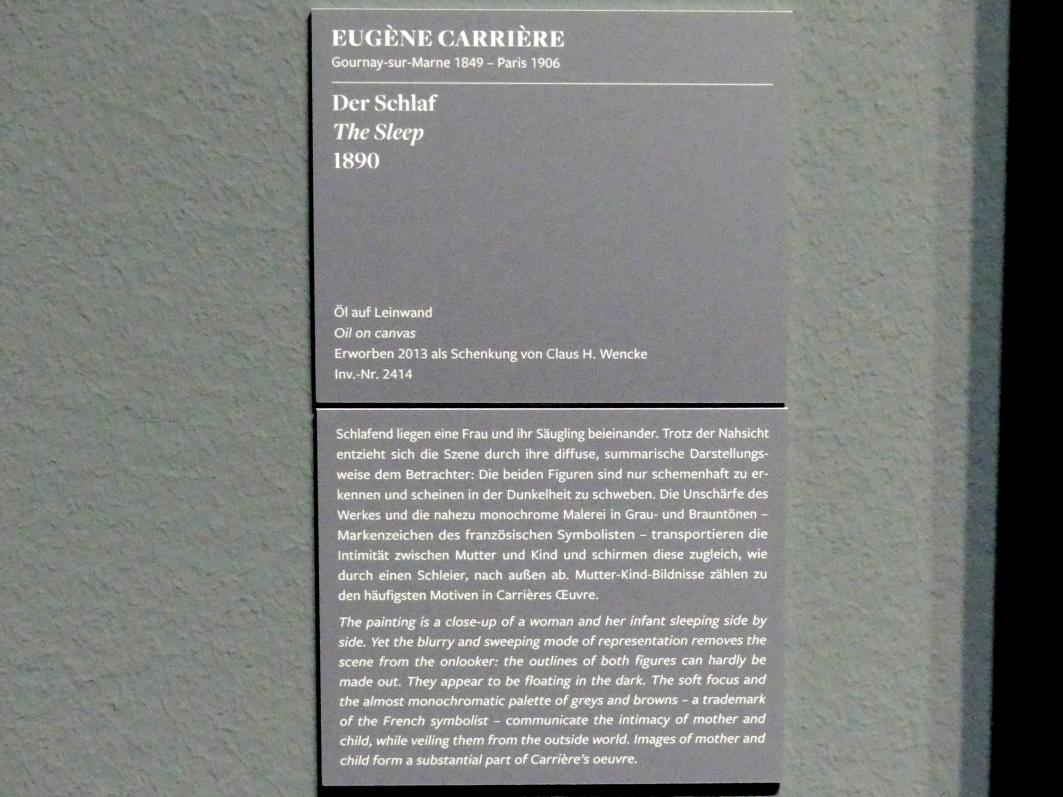 EUGÈNE CARRIÈRE
Gournay-sur-Marne 1849 – Paris 1906
Der Schlaf
The Sleep
1890
Öl auf Leinwand
Oil on canvas
Erworben 2013 als Schenkung von Claus H. Wencke
Inv.-Nr. 2414
Schlafend liegen eine Frau und ihr Säugling beieinander. Trotz der Nahsicht
entzieht sich die Szene durch ihre diffuse, summarische Darstellungs-
weise dem Betrachter: Die beiden Figuren sind nur schemenhaft zu er-
kennen und scheinen in der Dunkelheit zu schweben. Die Unschärfe des
Werkes und die nahezu monochrome Malerei in Grau- und Brauntönen –
Markenzeichen des französischen Symbolisten – transportieren die
Intimität zwischen Mutter und Kind und schirmen diese zugleich, wie
durch einen Schleier, nach außen ab. Mutter-Kind-Bildnisse zählen zu
den häufigsten Motiven in Carrières Œuvre.
The painting is a close-up of a woman and her infant sleeping side by
side. Yet the blurry and sweeping mode of representation removes the
scene from the onlooker: the outlines of both figures can hardly be
made out. They appear to be floating in the dark. The soft focus and
the almost monochromatic palette of greys and browns – a trademark
of the French symbolist – communicate the intimacy of mother and
child, while veiling them from the outside world. Images of mother and
child form a substantial part of Carrière's oeuvre.